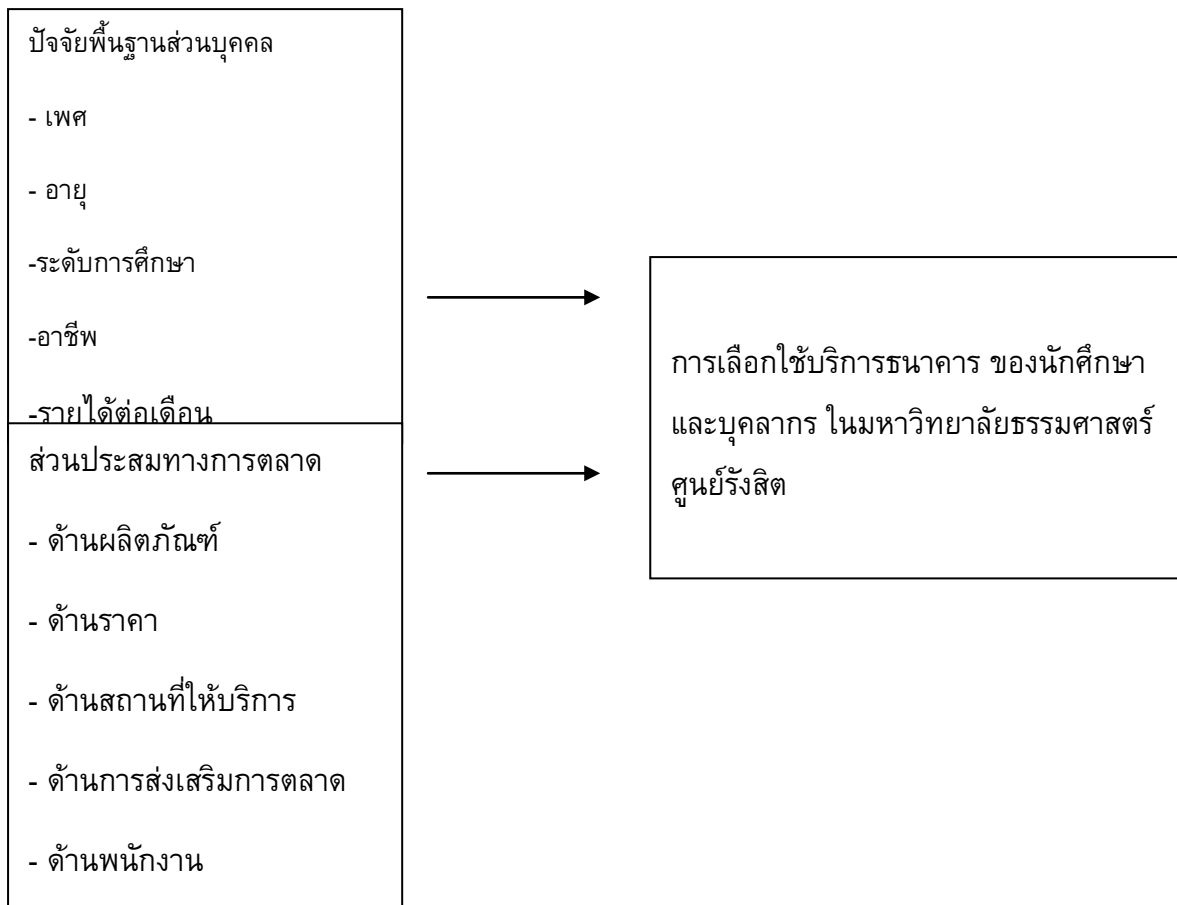 ปัจจัยพื้นฐานส่วนบุคคล
- เพศ
- อายุ
-ระดับการศึกษา
-อาชีพ
-รายได้ต่อเดือน
ส่วนประสมทางการตลาด
- ด้านผลิตภัณฑ์
- ด้านราคา
- ด้านสถานที่ให้บริการ
- ด้านการส่งเสริมการตลาด
- ด้านพนักงาน
การเลือกใช้บริการธนาคาร ของนักศึกษา
และบุคลากร ในมหาวิทยาลัยธรรมศาสตร์
ศูนย์รังสิต